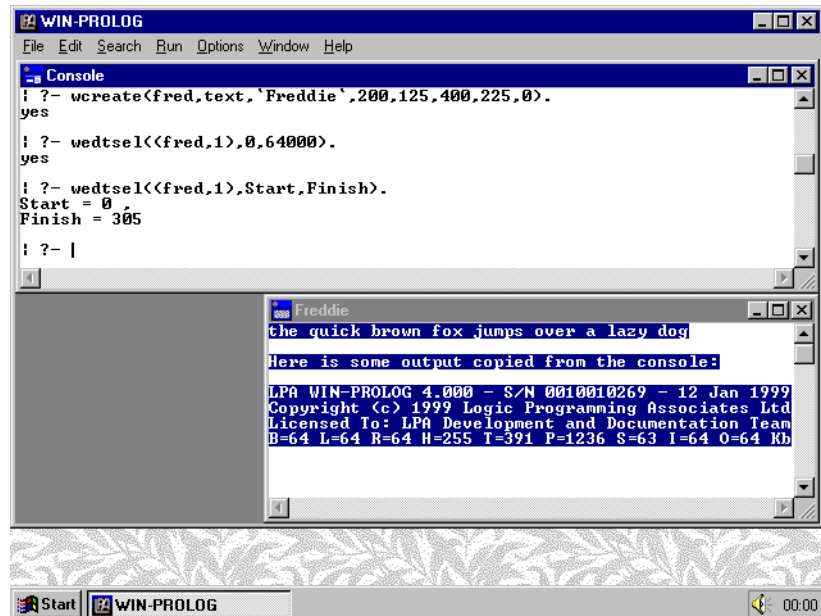 WIN-PROLOG
File Edit Search Run Options Window Help
Console
¦ ?- wcreate(fred,text,`Freddie`,200,125,400,225,0).
yes
¦ ?- wedtsel((fred,1),0,64000).
yes
¦ ?- wedtsel((fred,1),Start,Finish).
Start = 0 ,
Finish = 305
¦ ?- |
Freddie
the quick brown fox jumps over a lazy dog
Here is some output copied from the console:
LPA WIN-PROLOG 4.000 - S/N 0010010269 - 12 Jan 1999
Copyright (c) 1999 Logic Programming Associates Ltd
Licensed To: LPA Development and Documentation Team
B=64 L=64 R=64 H=255 T=391 P=1236 S=63 I=64 O=64 Kb
Start WIN-PROLOG 00:00